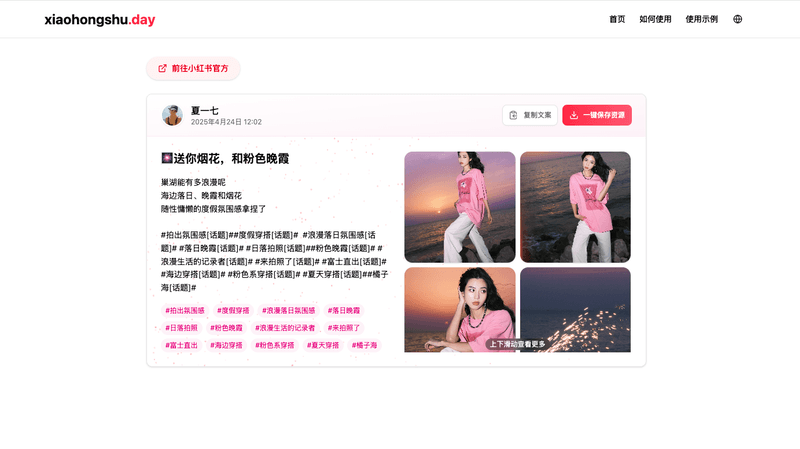 xiaohongshu.day
首页 如何使用 使用示例
前往小红书官方
夏一七
2025年4月24日 12:02
复制文案 一键保存资源
🎆送你烟花，和粉色晚霞
巢湖能有多浪漫呢
海边落日、晚霞和烟花
随性慵懒的度假氛围感拿捏了
#拍出氛围感[话题]##度假穿搭[话题]# #浪漫落日氛围感[话
题]# #落日晚霞[话题]# #日落拍照[话题]##粉色晚霞[话题]# #
浪漫生活的记录者[话题]# #来拍照了[话题]# #富士直出[话题]#
#海边穿搭[话题]# #粉色系穿搭[话题]# #夏天穿搭[话题]##橘子
海[话题]#
#拍出氛围感 #度假穿搭 #浪漫落日氛围感 #落日晚霞
#日落拍照 #粉色晚霞 #浪漫生活的记录者 #来拍照了
#富士直出 #海边穿搭 #粉色系穿搭 #夏天穿搭 #橘子海
上下滑动查看更多